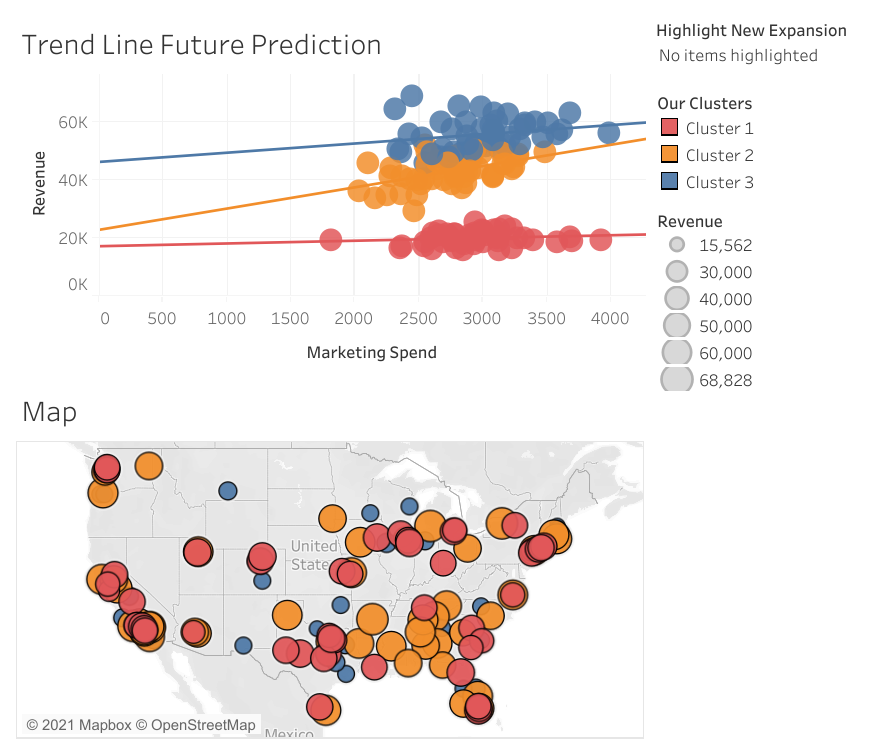 Trend Line Future Prediction
Highlight New Expansion
No items highlighted
Our Clusters
Cluster 1
Cluster 2
Cluster 3
Revenue
15,562
30,000
40,000
50,000
60,000
68,828
Revenue
60K
40K
20K
0K
0 500 1000 1500 2000 2500 3000 3500 4000
Marketing Spend
Map
United
States
© 2021 Mapbox © OpenStreetMap
Mexico